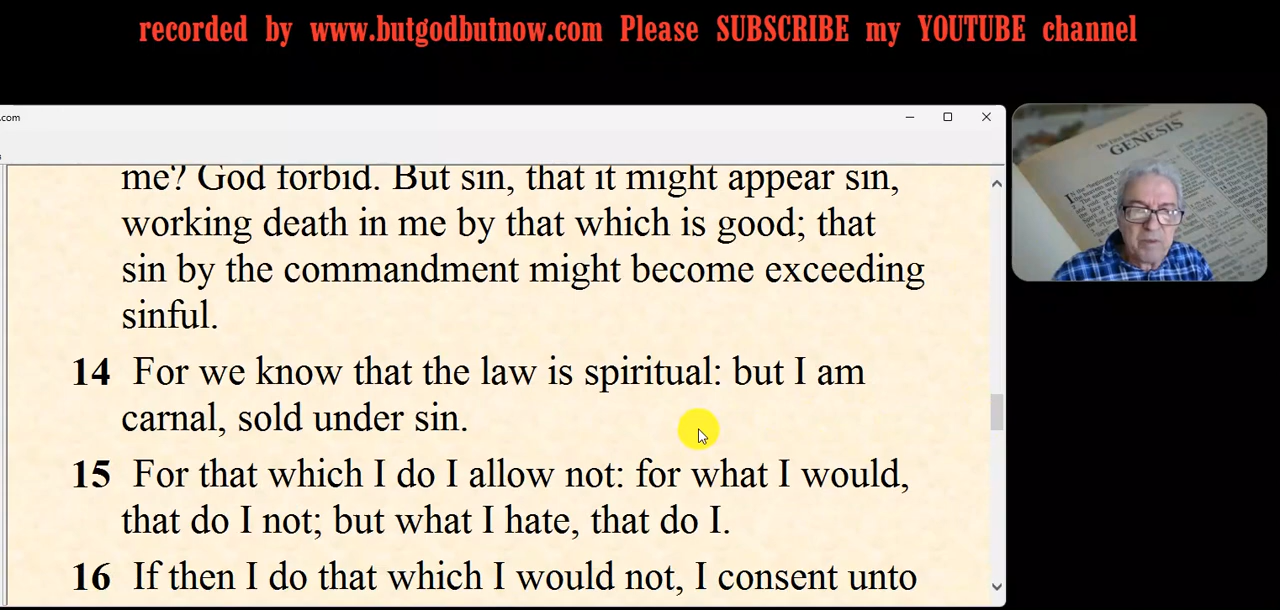 recorded by www.butgodbutnow.com Please SUBSCRIBE my YOUTUBE channel
.com
GENESIS
me? God forbid. But sin, that it might appear sin,
working death in me by that which is good; that
sin by the commandment might become exceeding
sinful.
14 For we know that the law is spiritual: but I am
carnal, sold under sin.
15 For that which I do I allow not: for what I would,
that do I not; but what I hate, that do I.
16 If then I do that which I would not, I consent unto